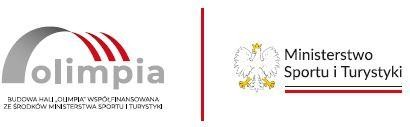 olimpia
BUDOWA HALI „OLIMPIA" WSPÓŁFINANSOWANA
ZE ŚRODKÓW MINISTERSTWA SPORTU I TURYSTYKI
Ministerstwo
Sportu i Turystyki